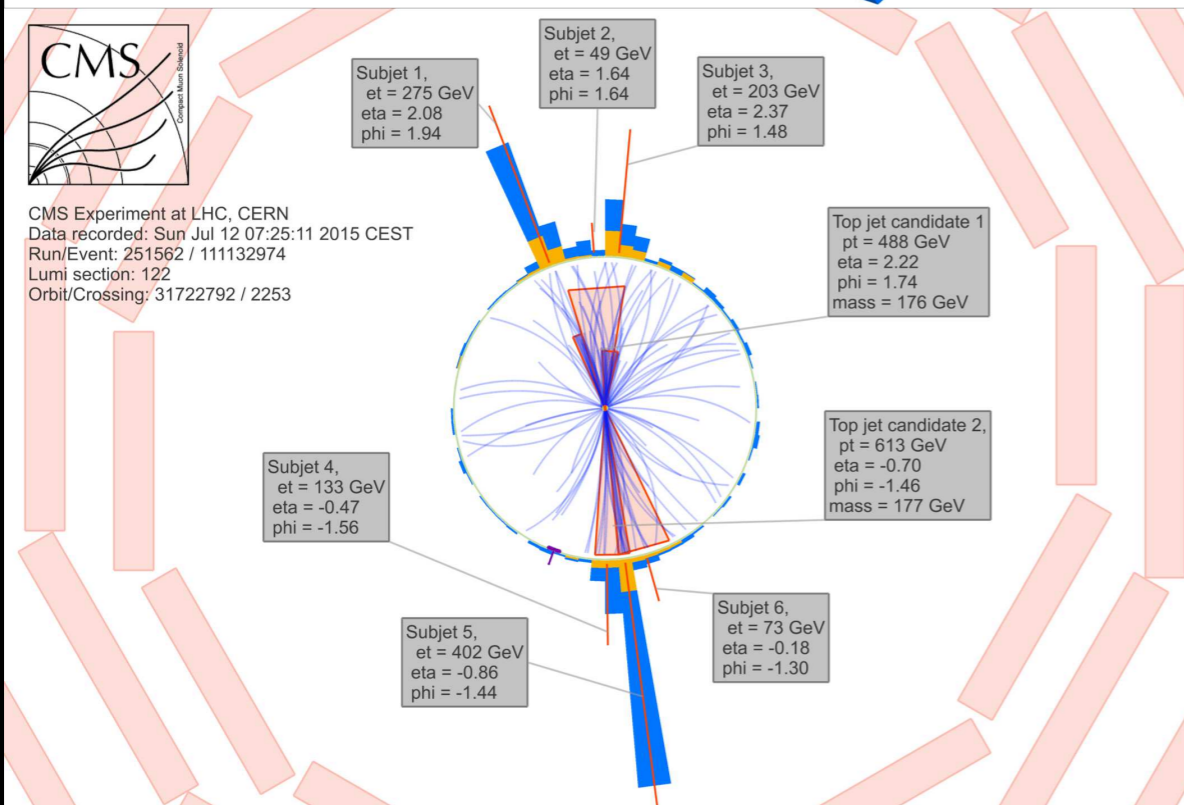 CMS
Compact Muon Solenoid
CMS Experiment at LHC, CERN
Data recorded: Sun Jul 12 07:25:11 2015 CEST
Run/Event: 251562 / 111132974
Lumi section: 122
Orbit/Crossing: 31722792 / 2253
Subjet 1,
et = 275 GeV
eta = 2.08
phi = 1.94
Subjet 2,
et = 49 GeV
eta = 1.64
phi = 1.64
Subjet 3,
et = 203 GeV
eta = 2.37
phi = 1.48
Top jet candidate 1
pt = 488 GeV
eta = 2.22
phi = 1.74
mass = 176 GeV
Top jet candidate 2,
pt = 613 GeV
eta = -0.70
phi = -1.46
mass = 177 GeV
Subjet 4,
et = 133 GeV
eta = -0.47
phi = -1.56
Subjet 5,
et = 402 GeV
eta = -0.86
phi = -1.44
Subjet 6,
et = 73 GeV
eta = -0.18
phi = -1.30